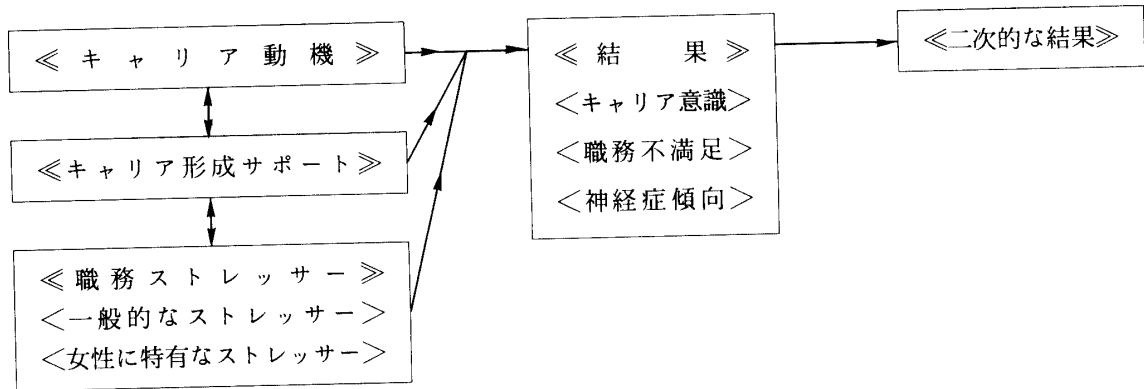 ≪キャリア動機≫
≪キャリア形成サポート≫
≪職務ストレッサー≫
<一般的なストレッサー>
<女性に特有なストレッサー>
≪結果≫
<キャリア意識>
<職務不満足>
<神経症傾向>
≪二次的な結果≫